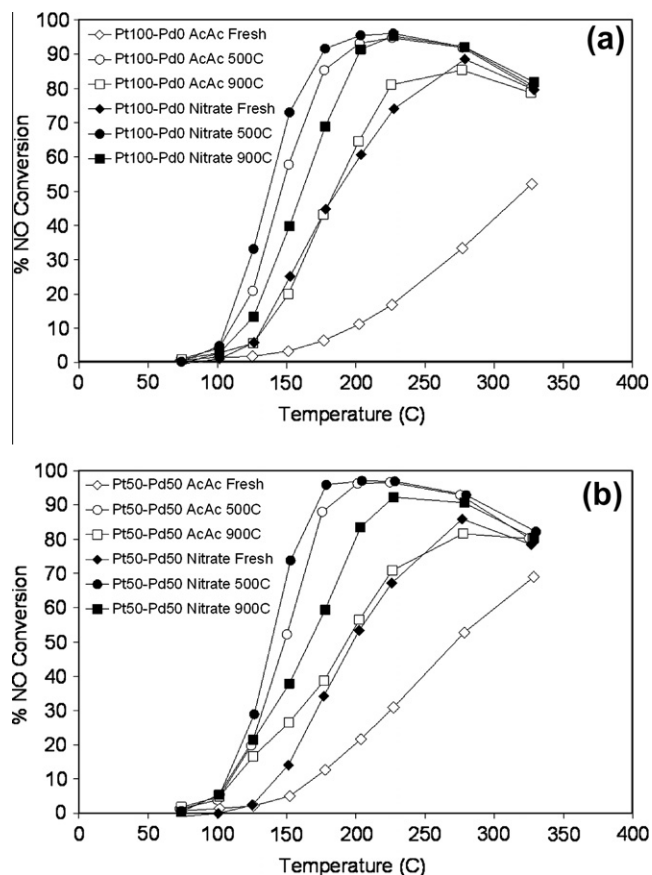 100
(a)
90
Pt100-Pd0 AcAc Fresh
80
Pt100-Pd0 AcAc 500C
Pt100-Pd0 AcAc 900C
70
Pt100-Pd0 Nitrate Fresh
60
Pt100-Pd0 Nitrate 500C
Pt100-Pd0 Nitrate 900C
50
40
30
20
10
0
% NO Conversion
0 50 100 150 200 250 300 350 400
Temperature (C)
100
(b)
90
Pt50-Pd50 AcAc Fresh
Pt50-Pd50 AcAc 500C
80
Pt50-Pd50 AcAc 900C
70
Pt50-Pd50 Nitrate Fresh
Pt50-Pd50 Nitrate 500C
60
Pt50-Pd50 Nitrate 900C
50
40
30
20
10
0
% NO Conversion
0 50 100 150 200 250 300 350 400
Temperature (C)